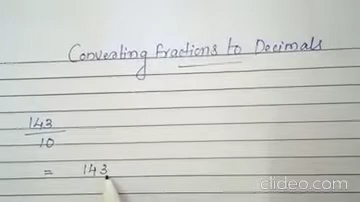 Converting fractions to Decimals
143
10
= 143
clideo.com